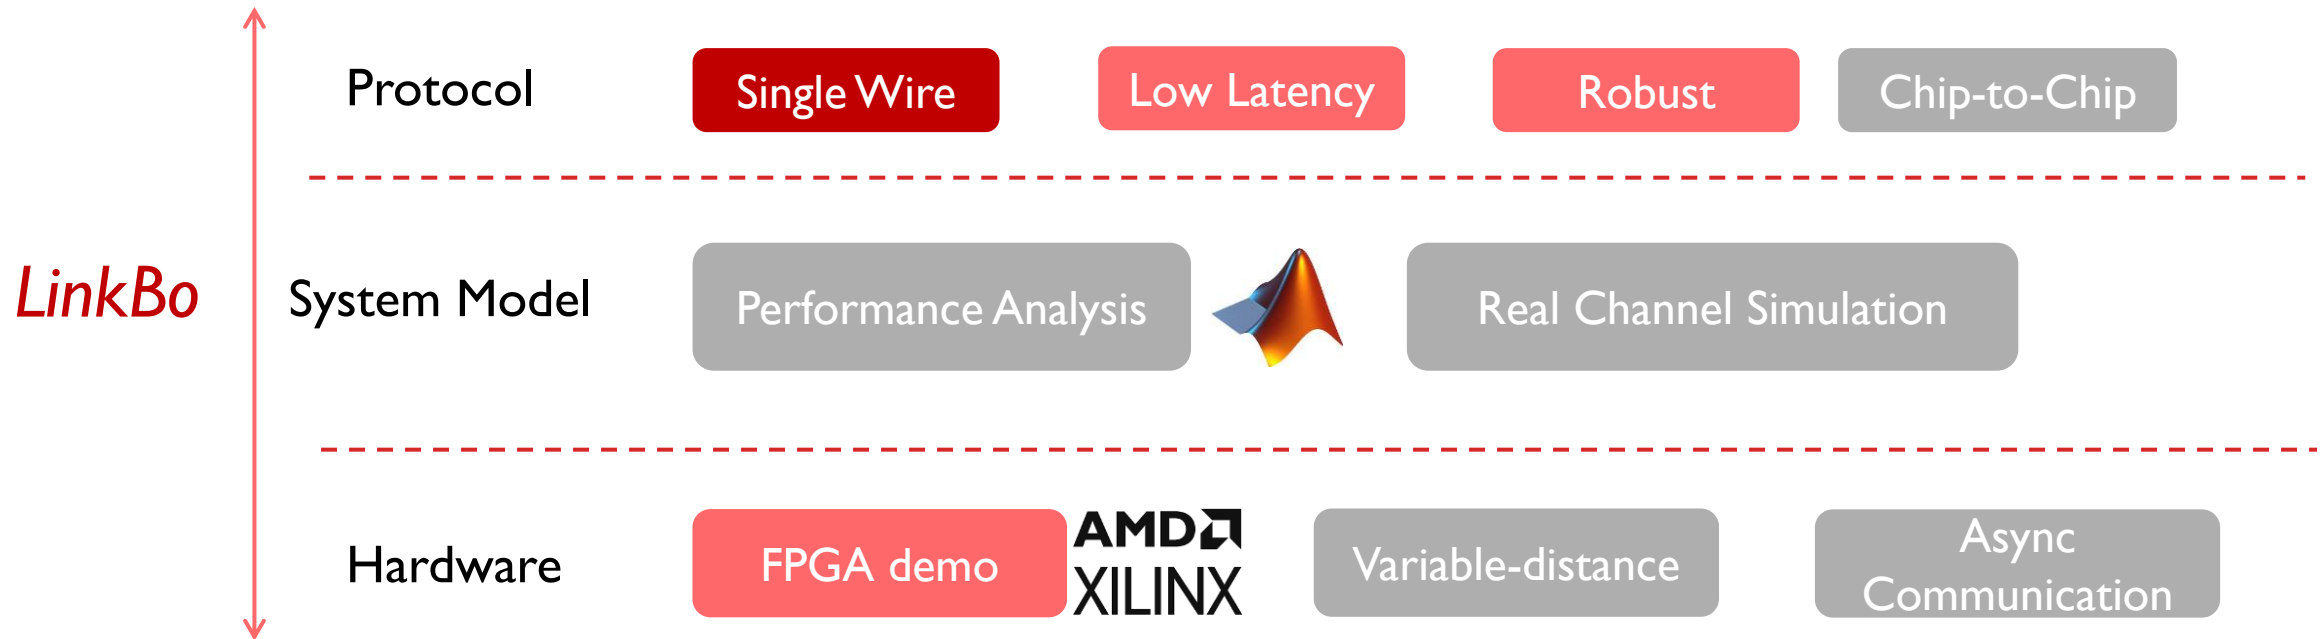 Protocol
Single Wire
Low Latency
Robust
Chip-to-Chip
LinkBo
System Model
Performance Analysis
Real Channel Simulation
Hardware
FPGA demo
AMD
XILINX
Variable-distance
Async
Communication